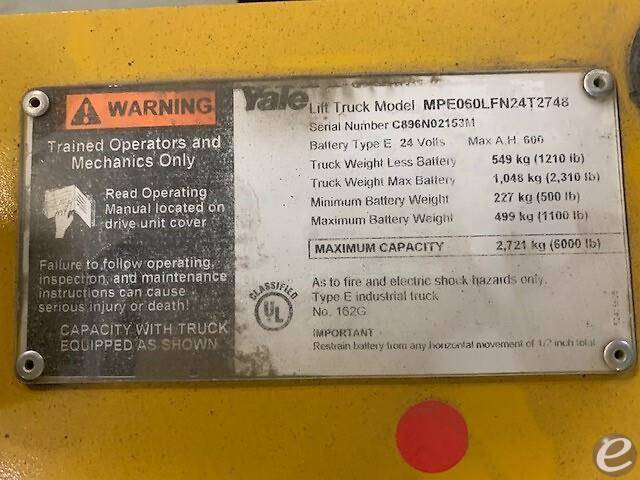 WARNING
Trained Operators and
Mechanics Only
Read Operating
Manual located on
drive unit cover
Failure to follow operating,
inspection, and maintenance
instructions can cause
serious injury or death!
CAPACITY WITH TRUCK
EQUIPPED AS SHOWN
Yale
Lift Truck Model MPE060LFN24T2748
Serial Number C896N02153M
Battery Type E 24 Volts Max A.H. 600
Truck Weight Less Battery 549 kg (1210 lb)
Truck Weight Max Battery 1,048 kg (2,310 lb)
Minimum Battery Weight 227 kg (500 lb)
Maximum Battery Weight 499 kg (1100 lb)
MAXIMUM CAPACITY 2,721 kg (6000 lb)
CLASSIFIED
UL
As to fire and electric shock hazards only.
Type E industrial truck
No. 162G
IMPORTANT
Restrain battery from any horizontal movement of 1/2 inch total
e